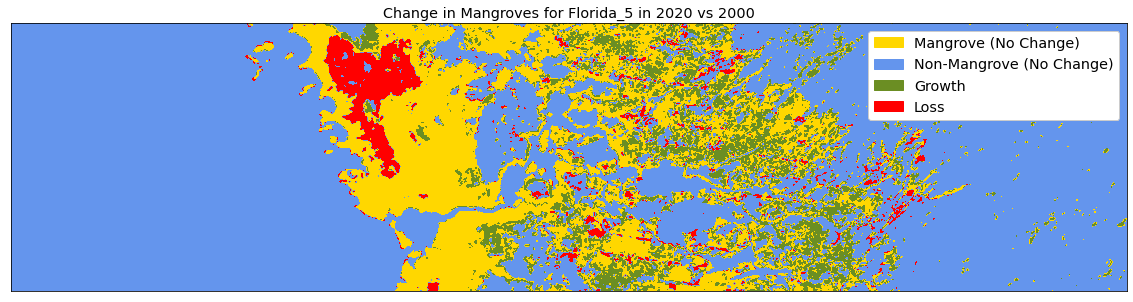 Change in Mangroves for Florida_5 in 2020 vs 2000
Mangrove (No Change)
Non-Mangrove (No Change)
Growth
Loss